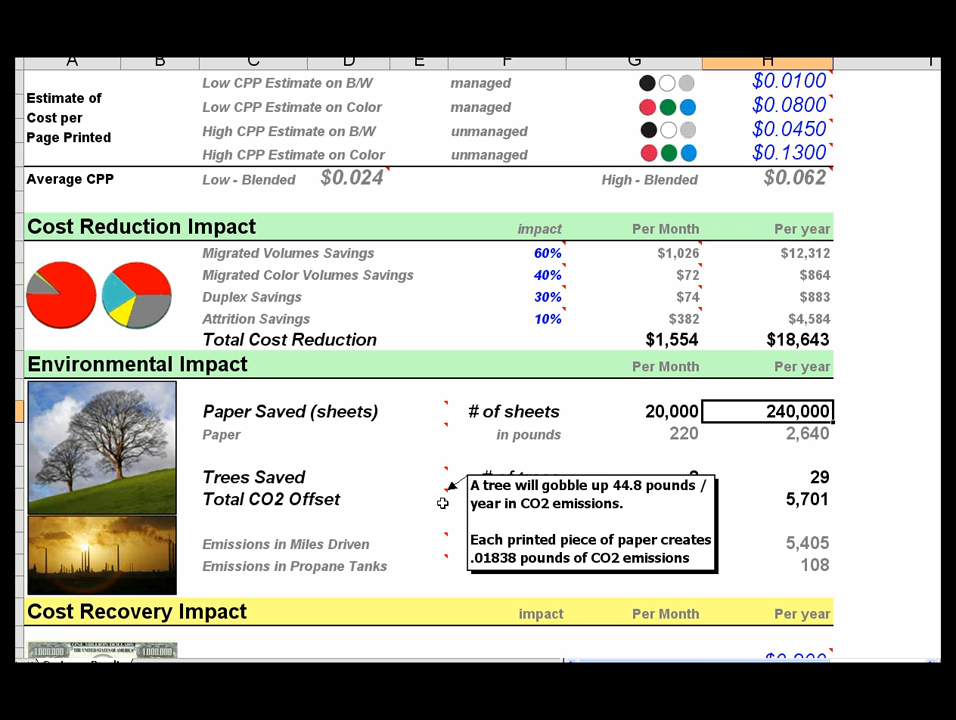 A B C D E F G H I
Low CPP Estimate on B/W managed $0.0100
Estimate of
Low CPP Estimate on Color managed $0.0800
Cost per
High CPP Estimate on B/W unmanaged $0.0450
Page Printed
High CPP Estimate on Color unmanaged $0.1300
Average CPP Low - Blended $0.024 High - Blended $0.062
Cost Reduction Impact impact Per Month Per year
Migrated Volumes Savings 60% $1,026 $12,312
Migrated Color Volumes Savings 40% $72 $864
Duplex Savings 30% $74 $883
Attrition Savings 10% $382 $4,584
Total Cost Reduction $1,554 $18,643
Environmental Impact Per Month Per year
Paper Saved (sheets) # of sheets 20,000 240,000
Paper in pounds 220 2,640
Trees Saved 29
Total CO2 Offset 5,701
A tree will gobble up 44.8 pounds /
year in CO2 emissions.
Each printed piece of paper creates
.01838 pounds of CO2 emissions
Emissions in Miles Driven 5,405
Emissions in Propane Tanks 108
Cost Recovery Impact impact Per Month Per year